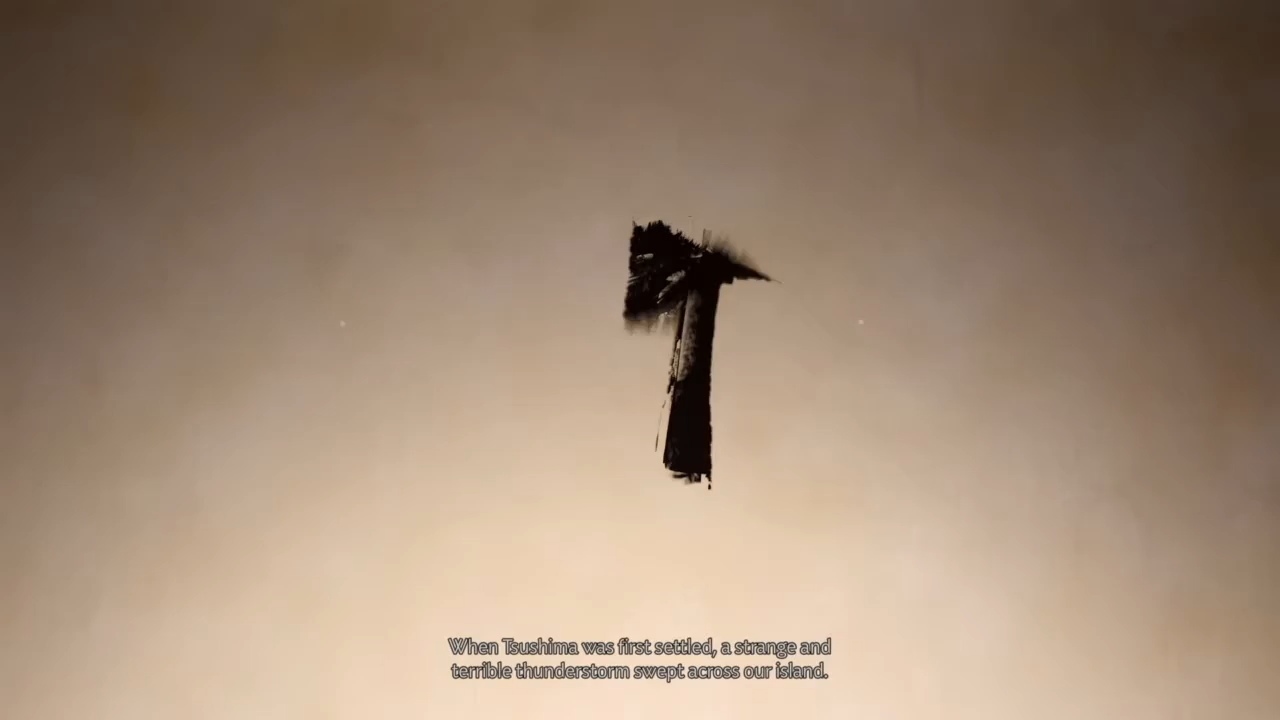 When Tsushima was first settled, a strange and
terrible thunderstorm swept across our island.